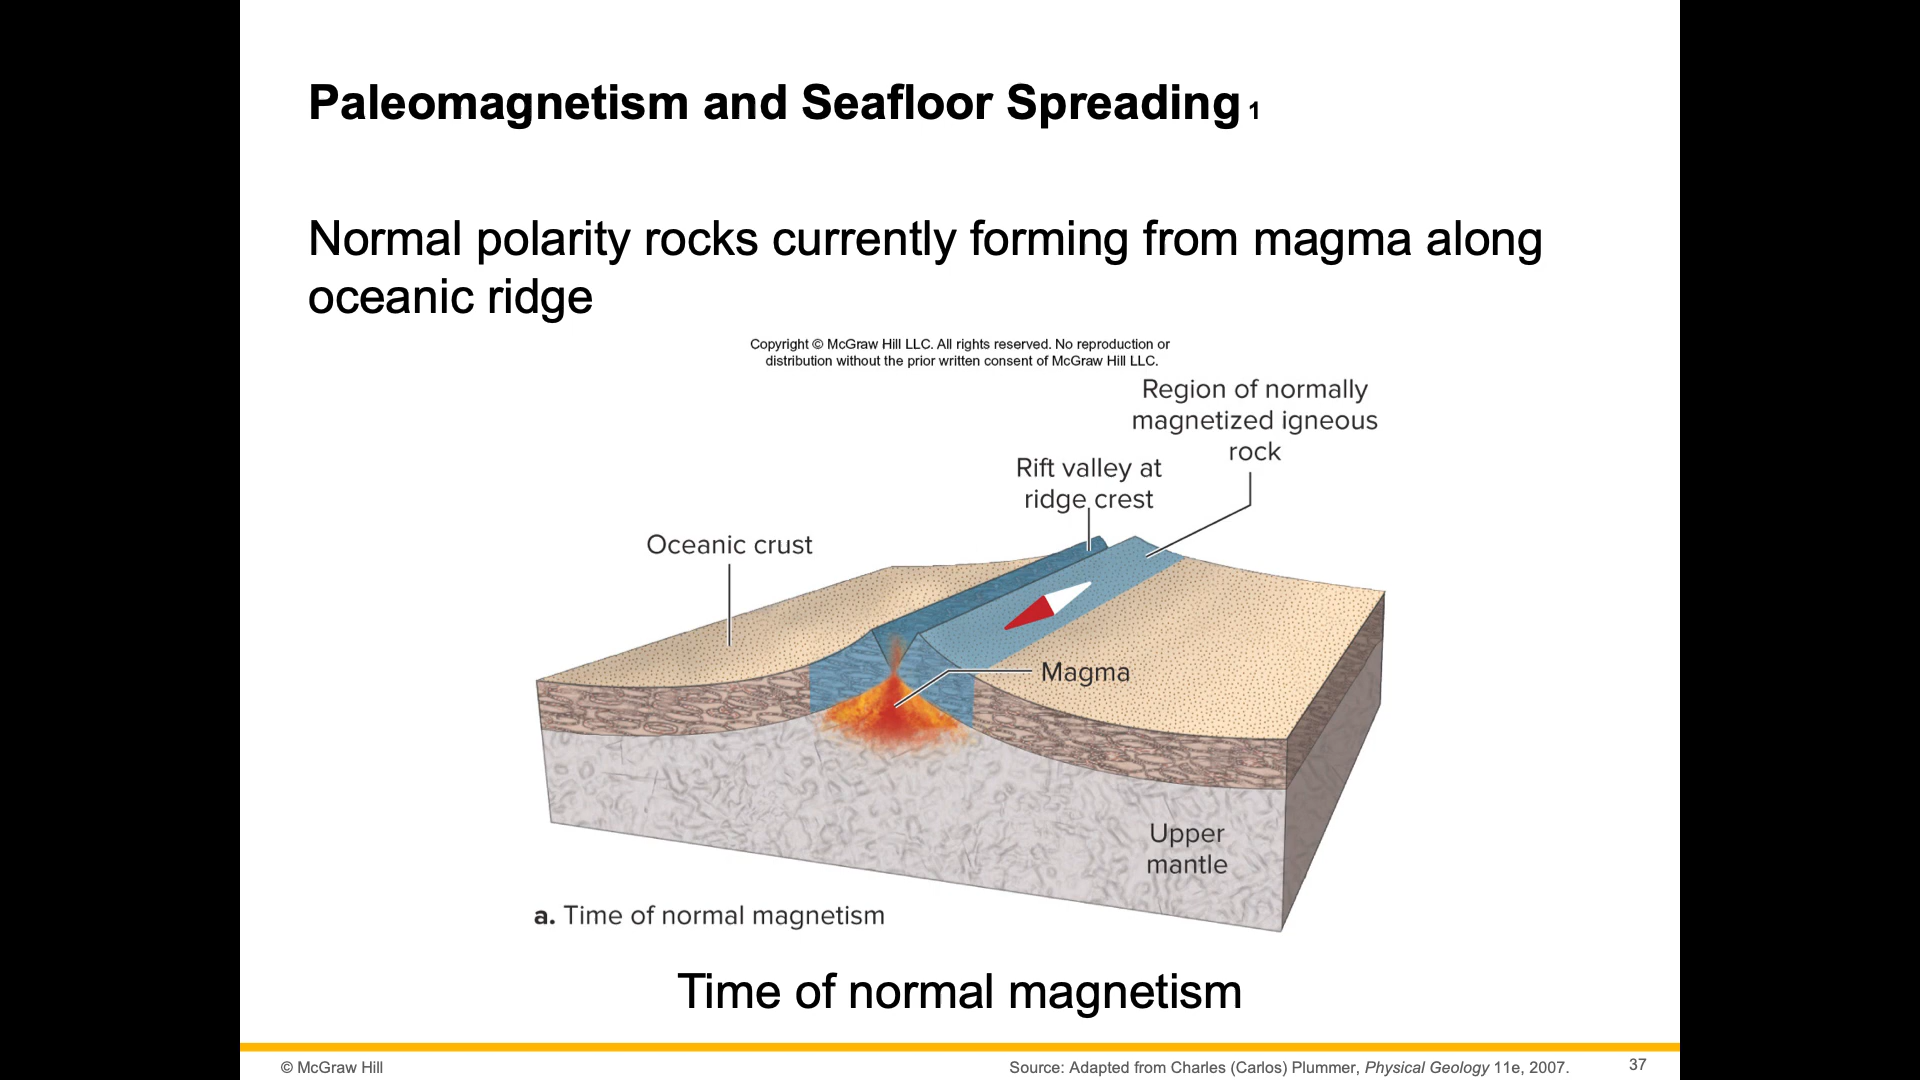 Paleomagnetism and Seafloor Spreading 1
Normal polarity rocks currently forming from magma along
oceanic ridge
Copyright © McGraw Hill LLC. All rights reserved. No reproduction or
distribution without the prior written consent of McGraw Hill LLC.
Region of normally
magnetized igneous
rock
Rift valley at
ridge crest
Oceanic crust
Magma
Upper
mantle
a. Time of normal magnetism
Time of normal magnetism
© McGraw Hill
Source: Adapted from Charles (Carlos) Plummer, Physical Geology 11e, 2007.
37